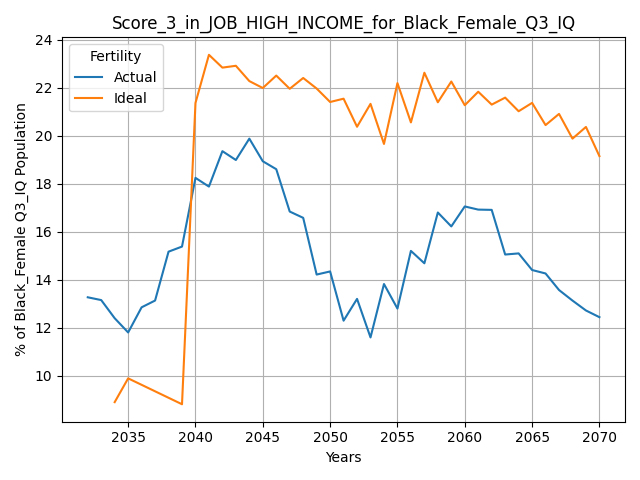 Score_3_in_JOB_HIGH_INCOME_for_Black_Female_Q3_IQ
Fertility
Actual
Ideal
% of Black_Female Q3_IQ Population
24
22
20
18
16
14
12
10
2035 2040 2045 2050 2055 2060 2065 2070
Years